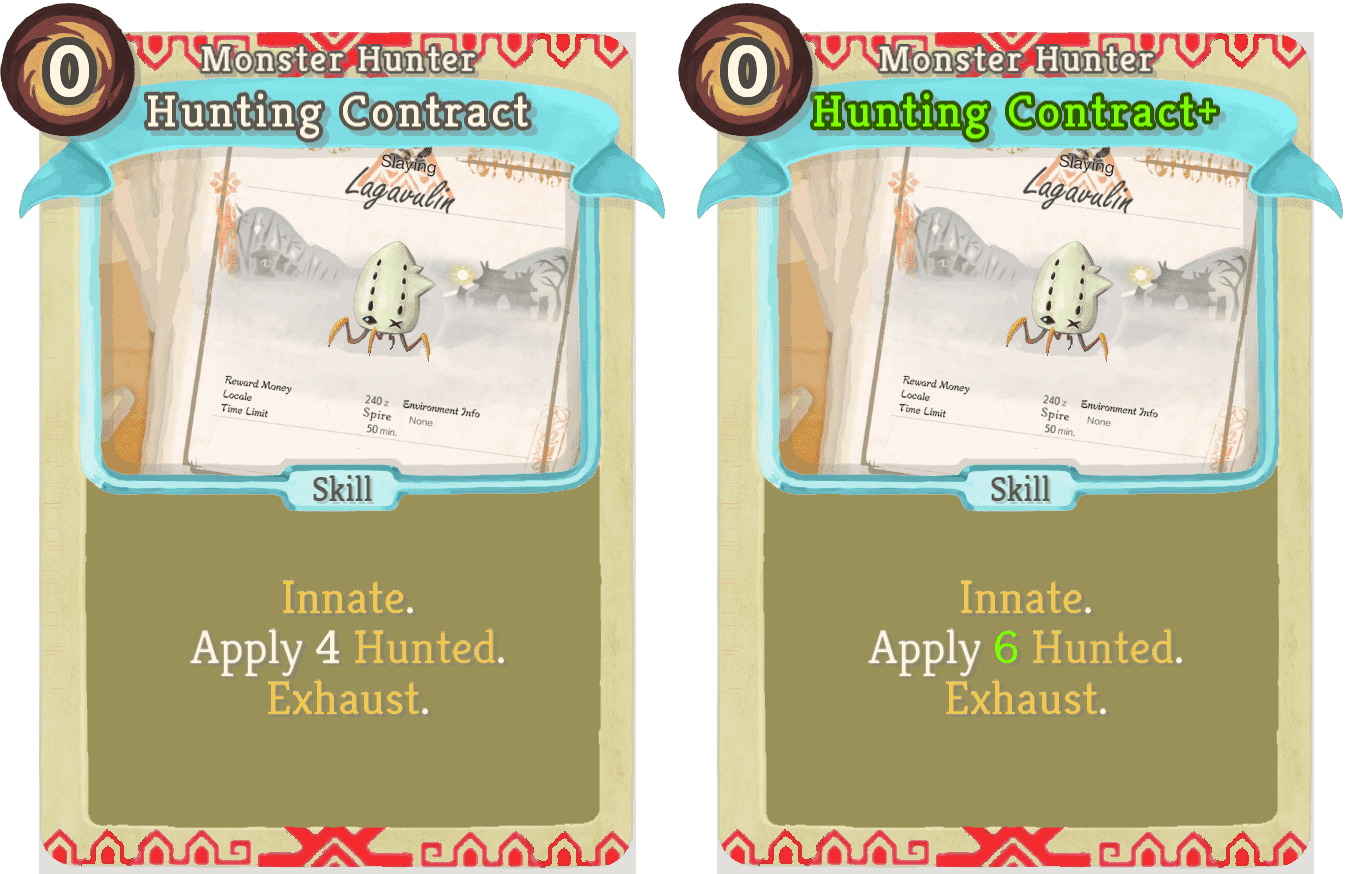 0
Monster Hunter
Hunting Contract
Slaying
Lagavulin
Reward Money 240 z
Locale Spire
Time Limit 50 min.
Environment Info
None
Skill
Innate.
Apply 4 Hunted.
Exhaust.
0
Monster Hunter
Hunting Contract+
Slaying
Lagavulin
Reward Money 240 z
Locale Spire
Time Limit 50 min.
Environment Info
None
Skill
Innate.
Apply 6 Hunted.
Exhaust.